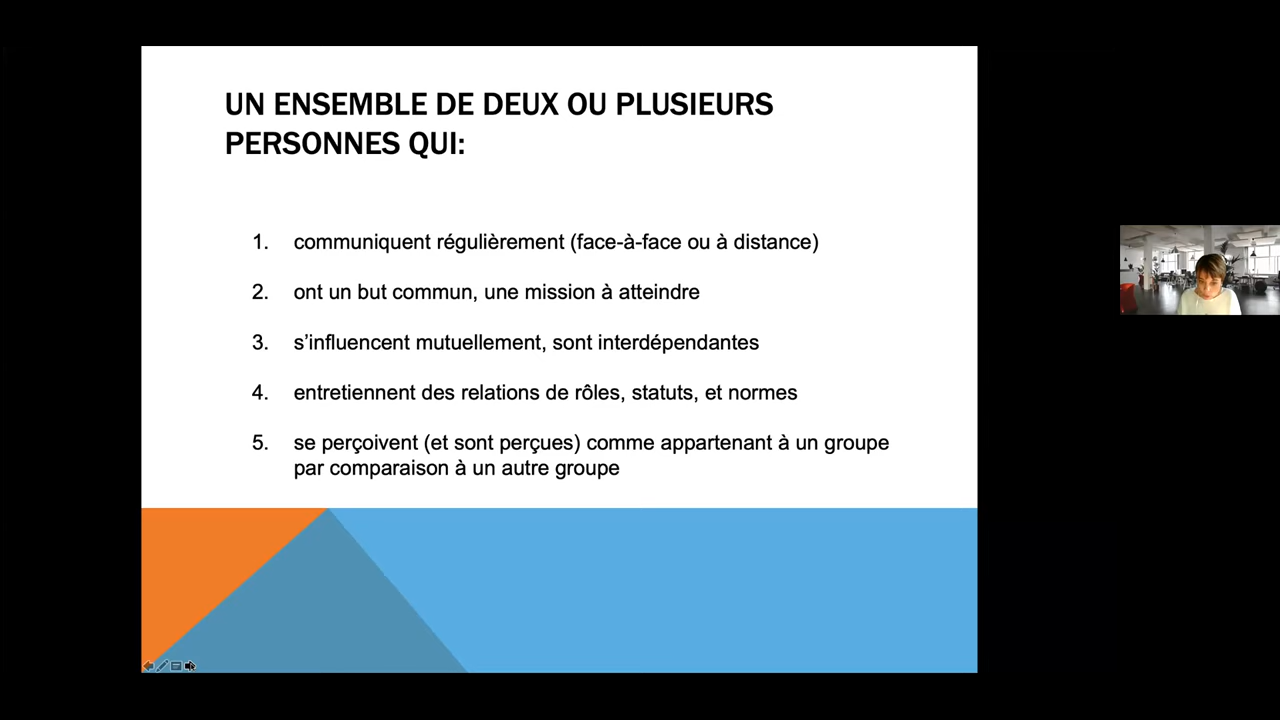 UN ENSEMBLE DE DEUX OU PLUSIEURS
PERSONNES QUI:
1. communiquent régulièrement (face-à-face ou à distance)
2. ont un but commun, une mission à atteindre
3. s’influencent mutuellement, sont interdépendantes
4. entretiennent des relations de rôles, statuts, et normes
5. se perçoivent (et sont perçues) comme appartenant à un groupe
par comparaison à un autre groupe